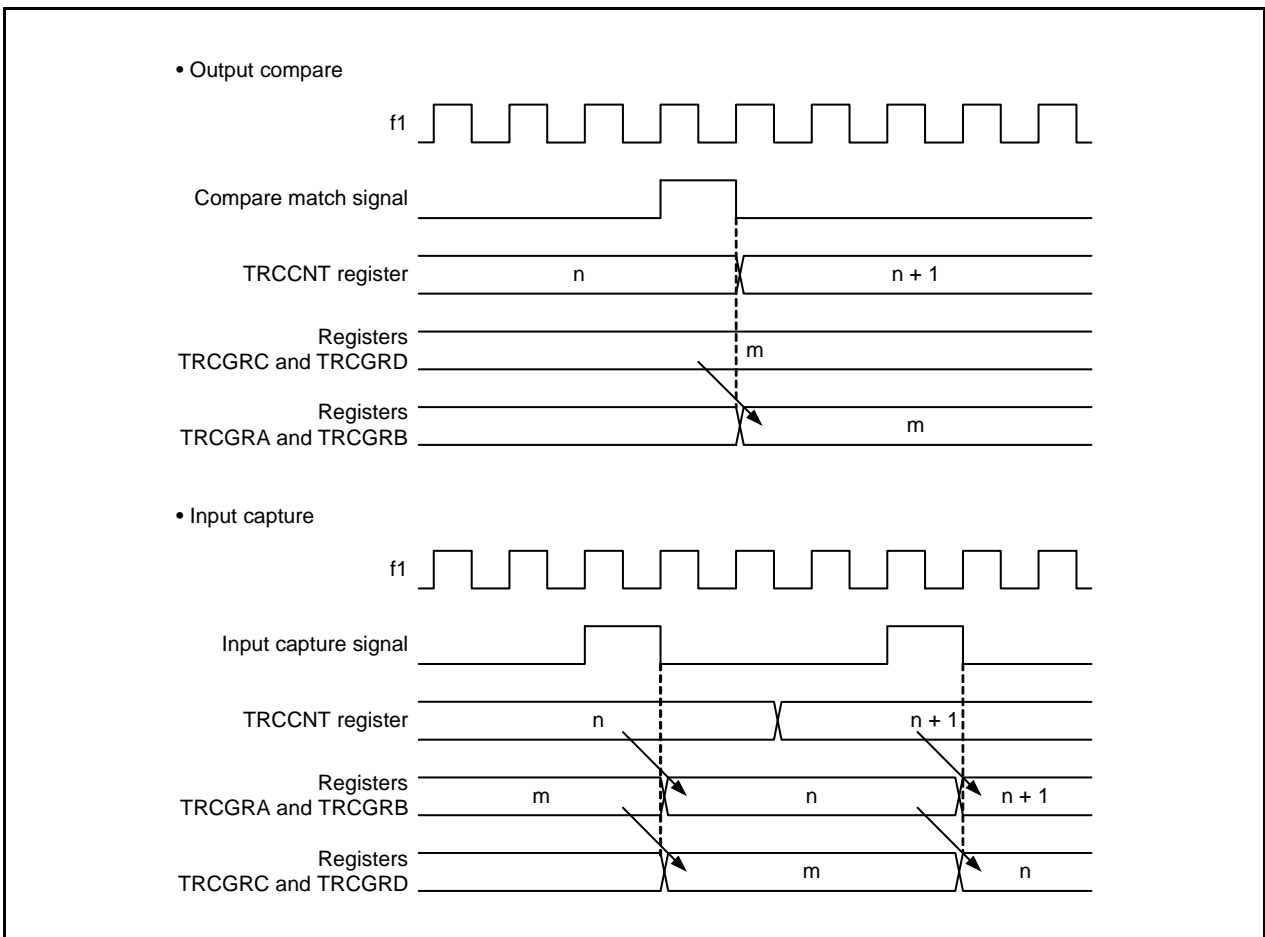 • Output compare
f1
Compare match signal
TRCCNT register
n
n + 1
Registers
TRCGRC and TRCGRD
m
Registers
TRCGRA and TRCGRB
m
• Input capture
f1
Input capture signal
TRCCNT register
n
n + 1
Registers
TRCGRA and TRCGRB
m
n
n + 1
Registers
TRCGRC and TRCGRD
m
n